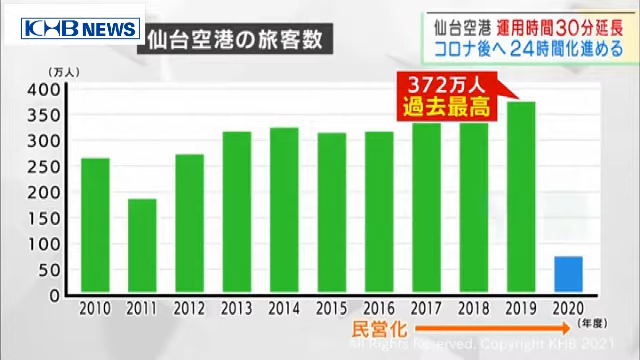 KHB NEWS
仙台空港の旅客数
仙台空港 運用時間30分延長
コロナ後へ 24時間化進める
(万人)
372万人
過去最高
400
350
300
250
200
150
100
50
0
2010 2011 2012 2013 2014 2015 2016 2017 2018 2019 2020
(年度)
民営化
All Rights Reserved. Copyright KHB 2021